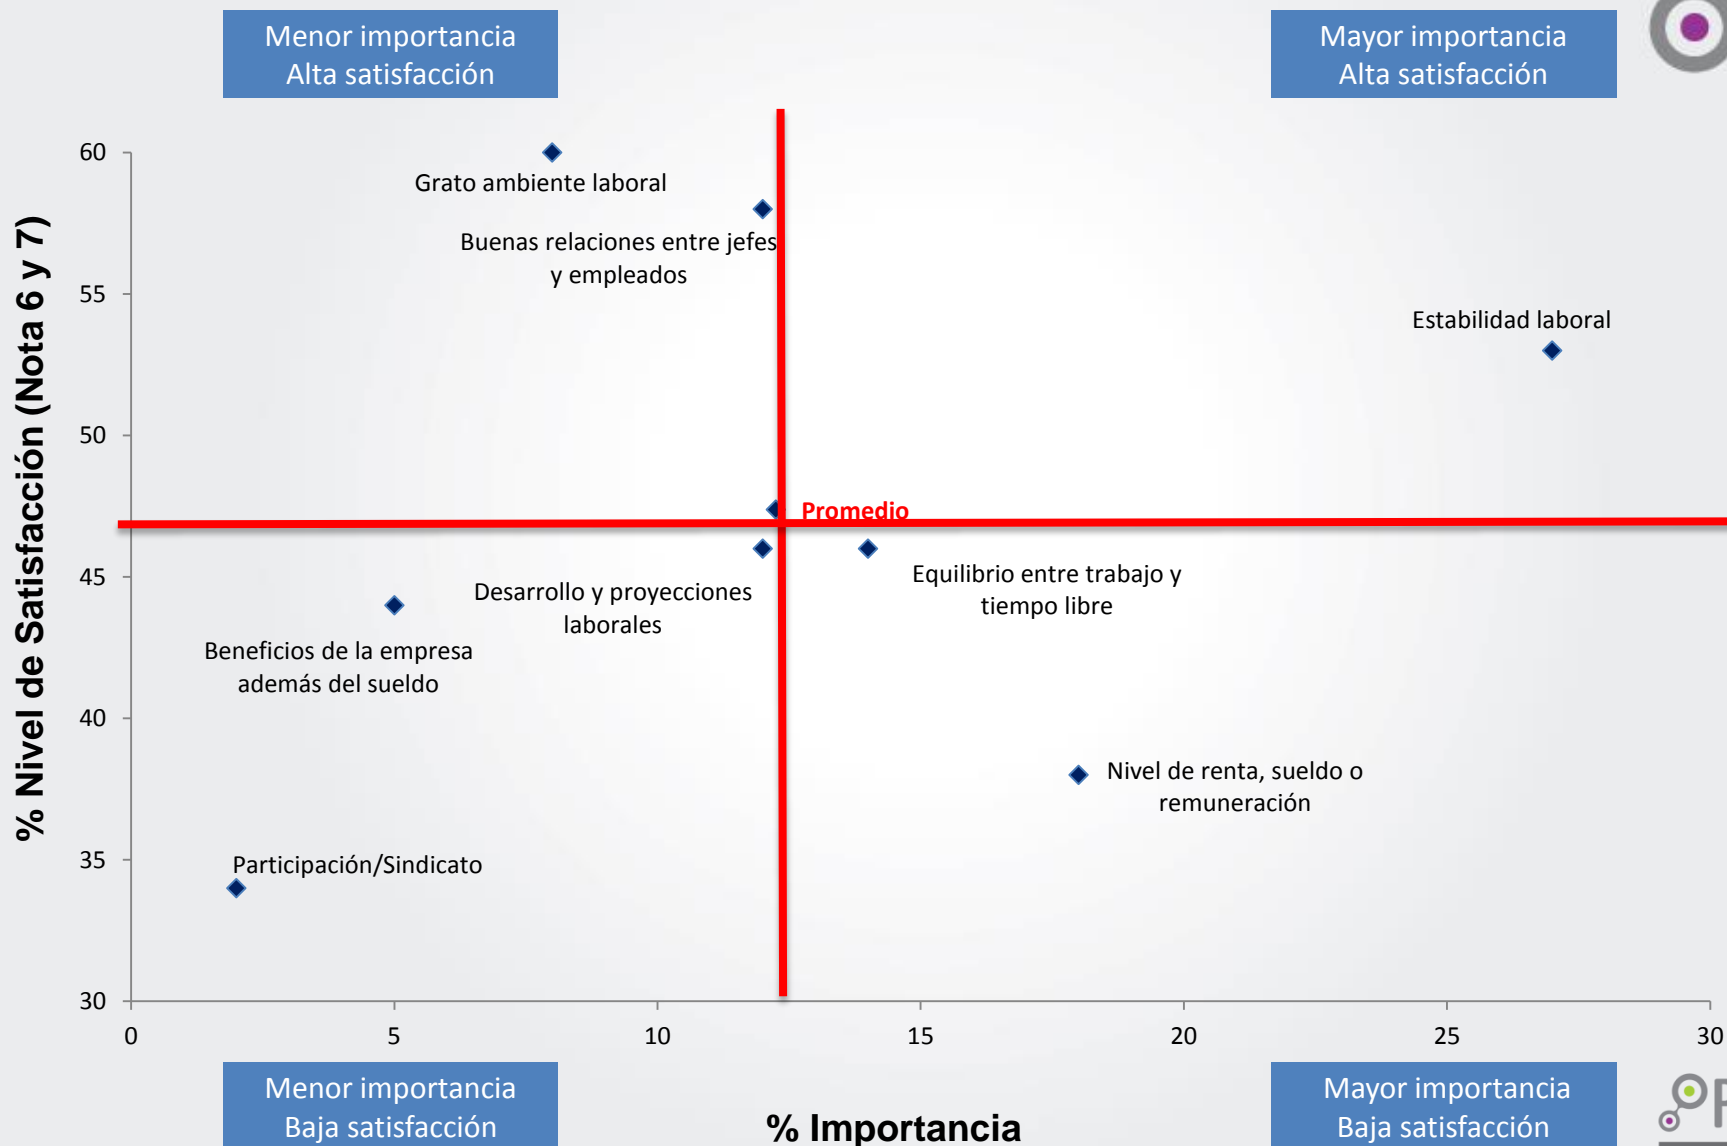 Menor importancia
Alta satisfacción
Mayor importancia
Alta satisfacción
% Nivel de Satisfacción (Nota 6 y 7)
60
55
50
45
40
35
30
Grato ambiente laboral
Buenas relaciones entre jefes
y empleados
Estabilidad laboral
Promedio
Desarrollo y proyecciones
laborales
Equilibrio entre trabajo y
tiempo libre
Beneficios de la empresa
además del sueldo
Nivel de renta, sueldo o
remuneración
Participación/Sindicato
0
5
10
15
20
25
30
Menor importancia
Baja satisfacción
% Importancia
Mayor importancia
Baja satisfacción